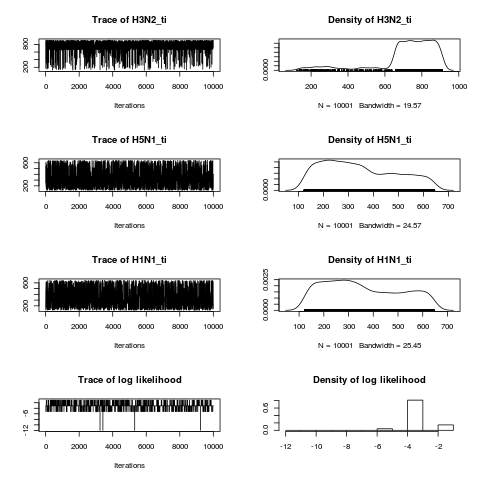 Trace of H3N2_ti
Density of H3N2_ti
200
800
0.0000
0 2000 4000 6000 8000 10000
200 400 600 800 1000
Iterations
N = 10001 Bandwidth = 19.57
Trace of H5N1_ti
Density of H5N1_ti
200
600
0.0000
0 2000 4000 6000 8000 10000
100 200 300 400 500 600 700
Iterations
N = 10001 Bandwidth = 24.57
Trace of H1N1_ti
Density of H1N1_ti
200
600
0.0000
0.0025
0 2000 4000 6000 8000 10000
100 200 300 400 500 600 700
Iterations
N = 10001 Bandwidth = 25.45
Trace of log likelihood
Density of log likelihood
-12
-6
0.0
0.6
0 2000 4000 6000 8000 10000
-12 -10 -8 -6 -4 -2
Iterations